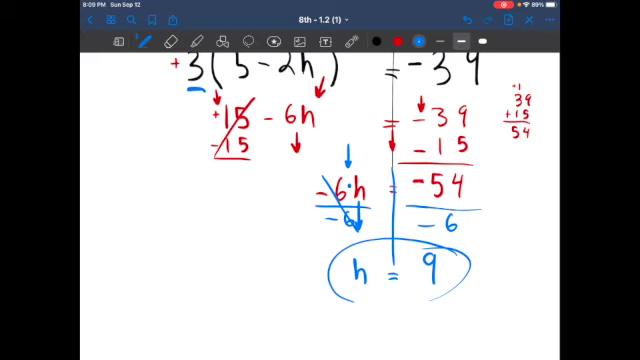 8:09 PM Sun Sep 12
89%
8th - 1.2 (1)
+3(5 - 2h) = -39
+15 - 6h = -39
-15 -15
-1
39
+15
54
-6·h = -54
-6 -6
h = 9